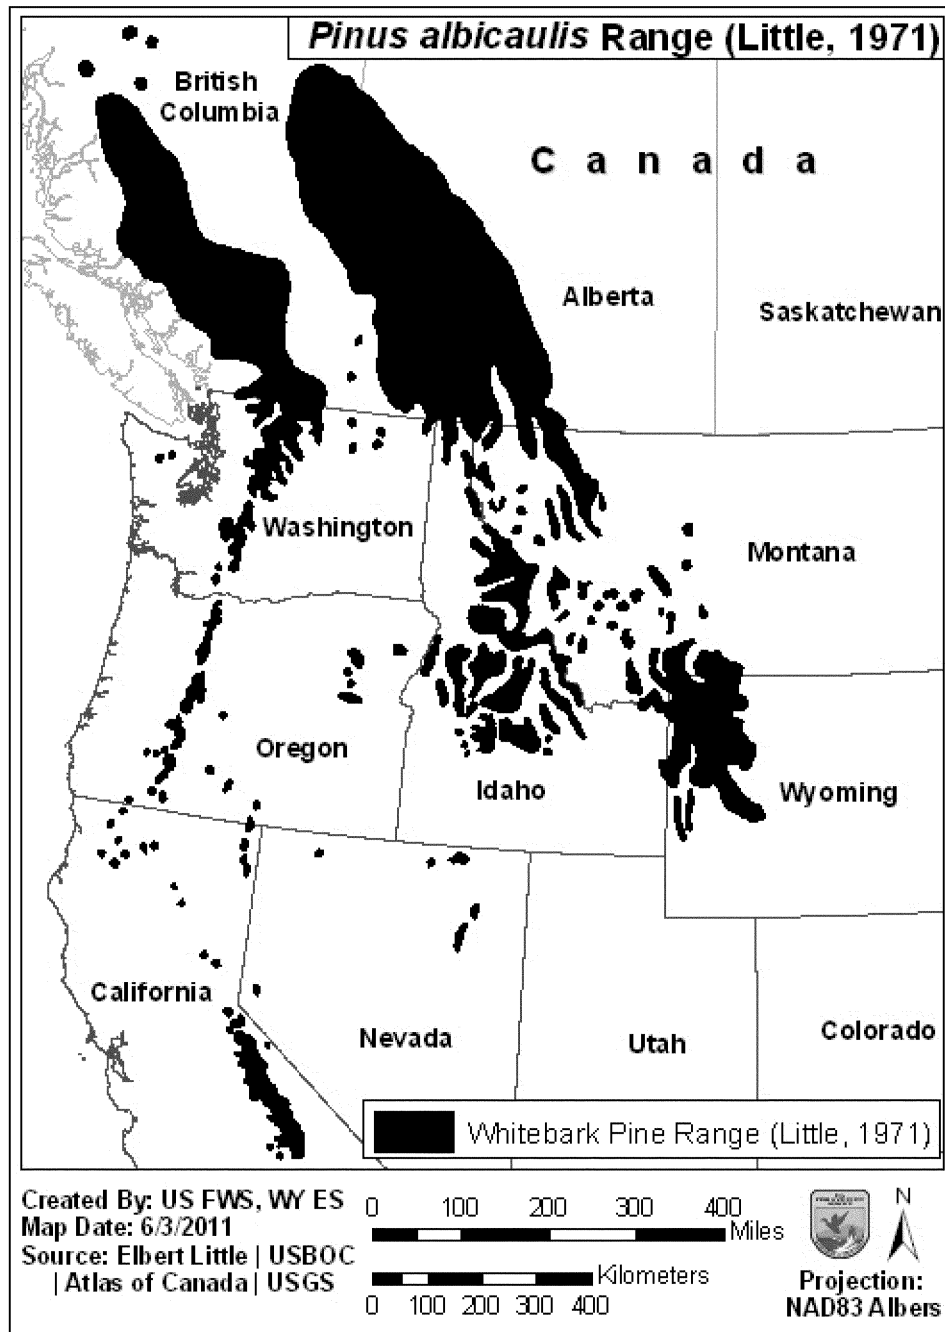 Pinus albicaulis Range (Little, 1971)
British
Columbia
Canada
Alberta
Saskatchewan
Washington
Montana
Oregon
Idaho
Wyoming
California
Nevada
Utah
Colorado
Whitebark Pine Range (Little, 1971)
Created By: US FWS, WY ES
Map Date: 6/3/2011
Source: Elbert Little | USBOC
| Atlas of Canada | USGS
0 100 200 300 400
Miles
Kilometers
0 100 200 300 400
N
Projection:
NAD83 Albers